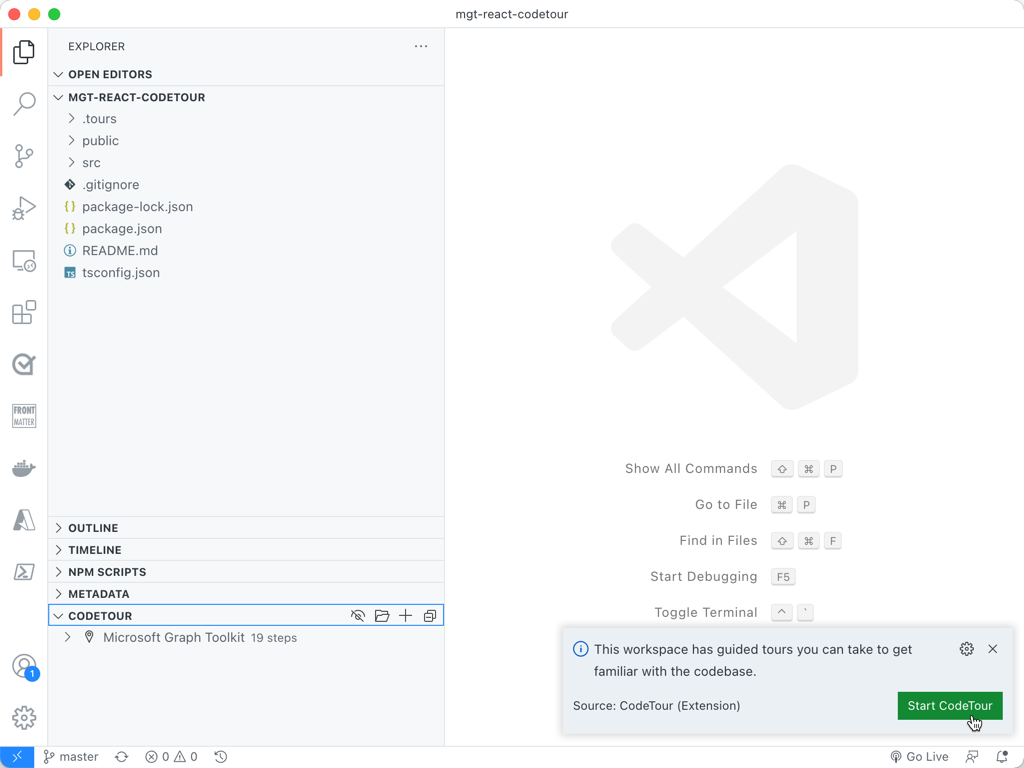 mgt-react-codetour
EXPLORER
OPEN EDITORS
MGT-REACT-CODETOUR
.tours
public
src
.gitignore
{} package-lock.json
{} package.json
README.md
TS tsconfig.json
OUTLINE
TIMELINE
NPM SCRIPTS
METADATA
CODETOUR
Microsoft Graph Toolkit 19 steps
FRONT
MATTER
1
Show All Commands ⇧ ⌘ P
Go to File ⌘ P
Find in Files ⇧ ⌘ F
Start Debugging F5
Toggle Terminal ^ `
This workspace has guided tours you can take to get
familiar with the codebase.
Source: CodeTour (Extension)
Start CodeTour
master 0 0 Go Live